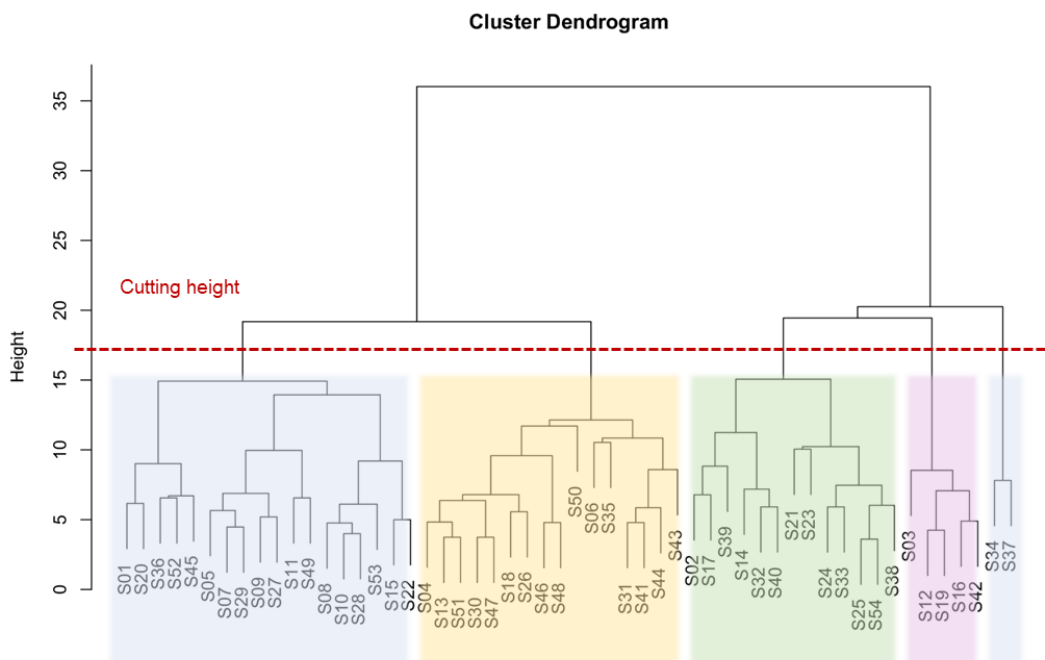 Cluster Dendrogram
Height
35
30
25
20
15
10
5
0
Cutting height
S01
S20
S36
S52
S45
S05
S07
S29
S09
S27
S11
S49
S08
S10
S28
S53
S15
S22
S04
S13
S51
S30
S47
S18
S26
S46
S48
S50
S06
S35
S31
S41
S44
S43
S02
S17
S39
S14
S32
S40
S21
S23
S24
S33
S25
S54
S38
S03
S12
S19
S16
S42
S34
S37